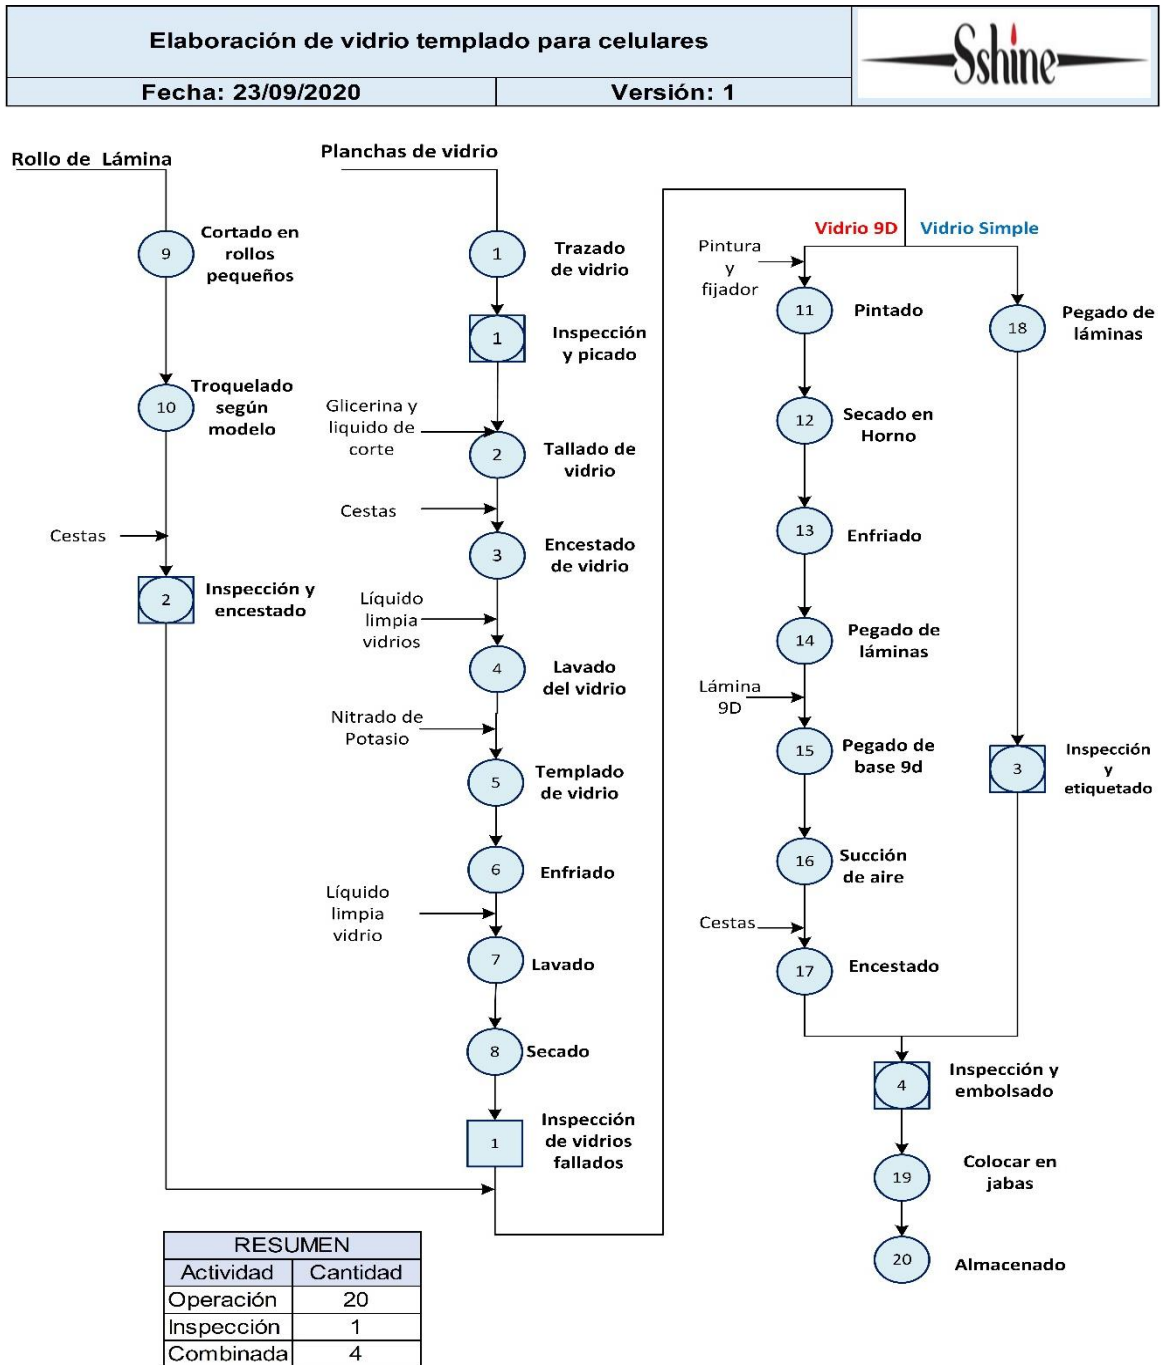 Elaboración de vidrio templado para celulares
Fecha: 23/09/2020
Versión: 1
Sshine
Rollo de Lámina
9
Cortado en
rollos
pequeños
10
Troquelado
según
modelo
Cestas
2
Inspección y
encestado
Planchas de vidrio
1
Trazado
de vidrio
1
Inspección
y picado
Glicerina y
liquido de
corte
2
Tallado de
vidrio
Cestas
3
Encestado
de vidrio
Líquido
limpia
vidrios
4
Lavado
del vidrio
Nitrado de
Potasio
5
Templado
de vidrio
6
Enfriado
Líquido
limpia
vidrio
7
Lavado
8
Secado
1
Inspección
de vidrios
fallados
Vidrio 9D
Vidrio Simple
Pintura
y
fijador
11
Pintado
12
Secado en
Horno
13
Enfriado
14
Pegado de
láminas
Lámina
9D
15
Pegado de
base 9d
16
Succión
de aire
Cestas
17
Encestado
18
Pegado de
láminas
3
Inspección
y
etiquetado
4
Inspección y
embolsado
19
Colocar en
jabas
20
Almacenado
RESUMEN
Actividad Cantidad
Operación 20
Inspección 1
Combinada 4